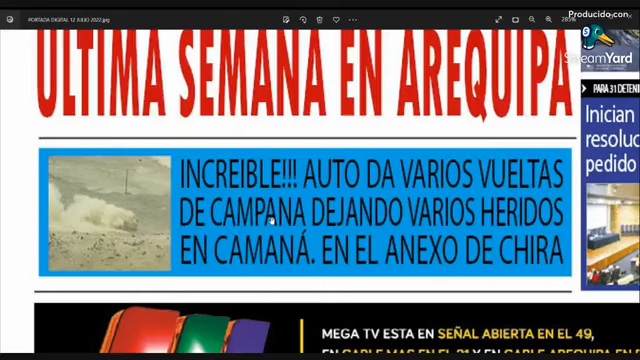 PORTADA DIGITAL 12 JULIO 2022.jpg
285%
Producido con
StreamYard
ULTIMA SEMANA EN AREQUIPA
PARA 31 DETENI
Inician
resoluc
pedido
INCREIBLE!!! AUTO DA VARIOS VUELTAS
DE CAMPANA DEJANDO VARIOS HERIDOS
EN CAMANÁ. EN EL ANEXO DE CHIRA
MEGA TV ESTA EN SEÑAL ABIERTA EN EL 49,